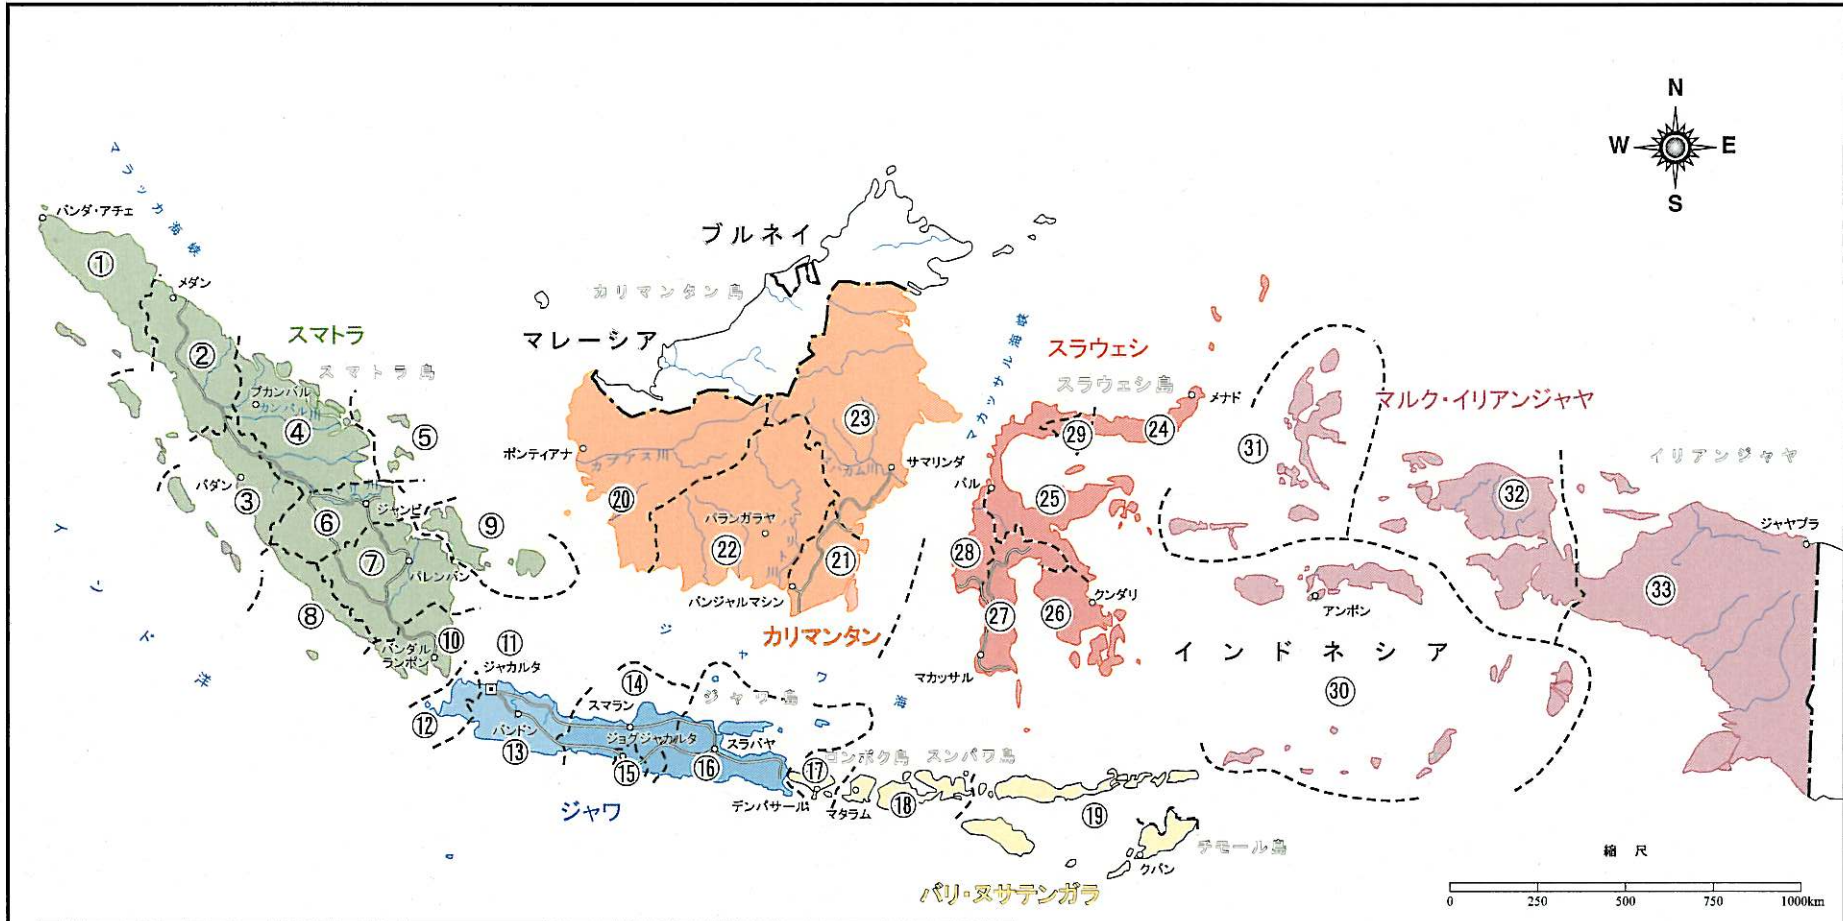 N
W E
S
マラッカ海峡
バンダ・アチェ
①
メダン
②
スマトラ
スマトラ島
プカンバル
カンパル川
④
⑤
パダン
③
⑥
ジャンビ
⑨
⑦
パレンバン
⑧
⑩
バンダル
ランポン
インド洋
ブルネイ
カリマンタン島
マレーシア
ポンティアナ
カプアス川
⑳
㉓
マハカム川
サマリンダ
パランガラヤ
㉒
バリト川
㉑
バンジャルマシン
カリマンタン
マカッサル海峡
スラウェシ
スラウェシ島
メナド
㉙
㉔
パル
㉕
㉘
㉗
㉖
クンダリ
マカッサル
ジャワ海
⑪
ジャカルタ
⑫
バンドン
⑬
⑭
スマラン
ジャワ島
ジョグジャカルタ
⑮
スラバヤ
⑯
ジャワ
⑰
ロンボク島
スンバワ島
デンパサール
マタラム
⑱
⑲
チモール島
クパン
バリ・ヌサテンガラ
マルク・イリアンジャヤ
㉛
イリアンジャヤ
㉜
ジャヤプラ
㉝
アンボン
インドネシア
㉚
縮尺
0 250 500 750 1000km